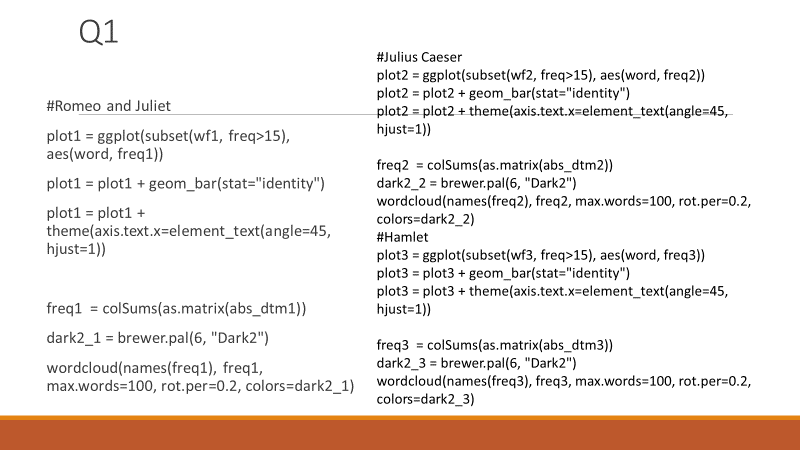 Q1
#Romeo and Juliet
plot1 = ggplot(subset(wf1, freq>15),
aes(word, freq1))
plot1 = plot1 + geom_bar(stat="identity")
plot1 = plot1 +
theme(axis.text.x=element_text(angle=45,
hjust=1))
freq1  = colSums(as.matrix(abs_dtm1))
dark2_1 = brewer.pal(6, "Dark2")
wordcloud(names(freq1), freq1,
max.words=100, rot.per=0.2, colors=dark2_1)
#Julius Caeser
plot2 = ggplot(subset(wf2, freq>15), aes(word, freq2))
plot2 = plot2 + geom_bar(stat="identity")
plot2 = plot2 + theme(axis.text.x=element_text(angle=45,
hjust=1))
freq2  = colSums(as.matrix(abs_dtm2))
dark2_2 = brewer.pal(6, "Dark2")
wordcloud(names(freq2), freq2, max.words=100, rot.per=0.2,
colors=dark2_2)
#Hamlet
plot3 = ggplot(subset(wf3, freq>15), aes(word, freq3))
plot3 = plot3 + geom_bar(stat="identity")
plot3 = plot3 + theme(axis.text.x=element_text(angle=45,
hjust=1))
freq3  = colSums(as.matrix(abs_dtm3))
dark2_3 = brewer.pal(6, "Dark2")
wordcloud(names(freq3), freq3, max.words=100, rot.per=0.2,
colors=dark2_3)